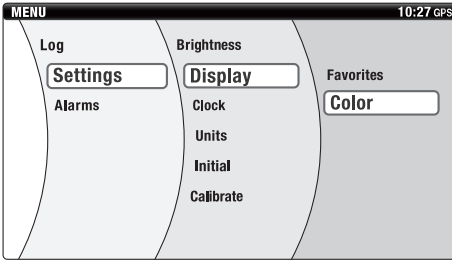 MENU 10:27 GPS
Log
Settings
Alarms
Brightness
Display
Clock
Units
Initial
Calibrate
Favorites
Color